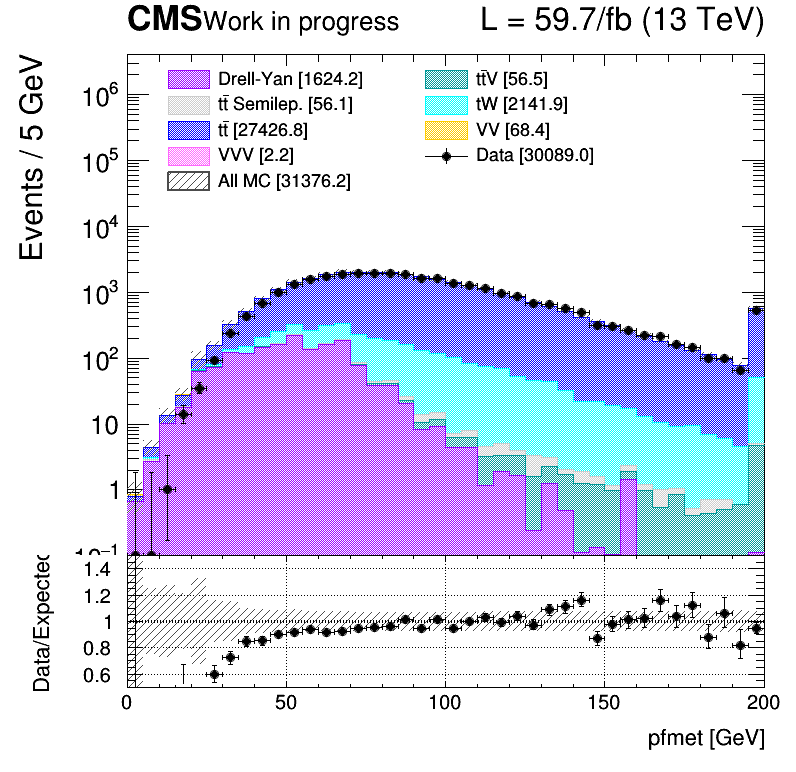 CMS Work in progress L = 59.7/fb (13 TeV)
Events / 5 GeV
Drell-Yan [1624.2]
tt̄ Semilep. [56.1]
tt̄ [27426.8]
VVV [2.2]
All MC [31376.2]
tt̄V [56.5]
tW [2141.9]
VV [68.4]
Data [30089.0]
10⁶
10⁵
10⁴
10³
10²
10
1
10⁻¹
Data/Expected
1.4
1.2
1
0.8
0.6
0 50 100 150 200
pfmet [GeV]